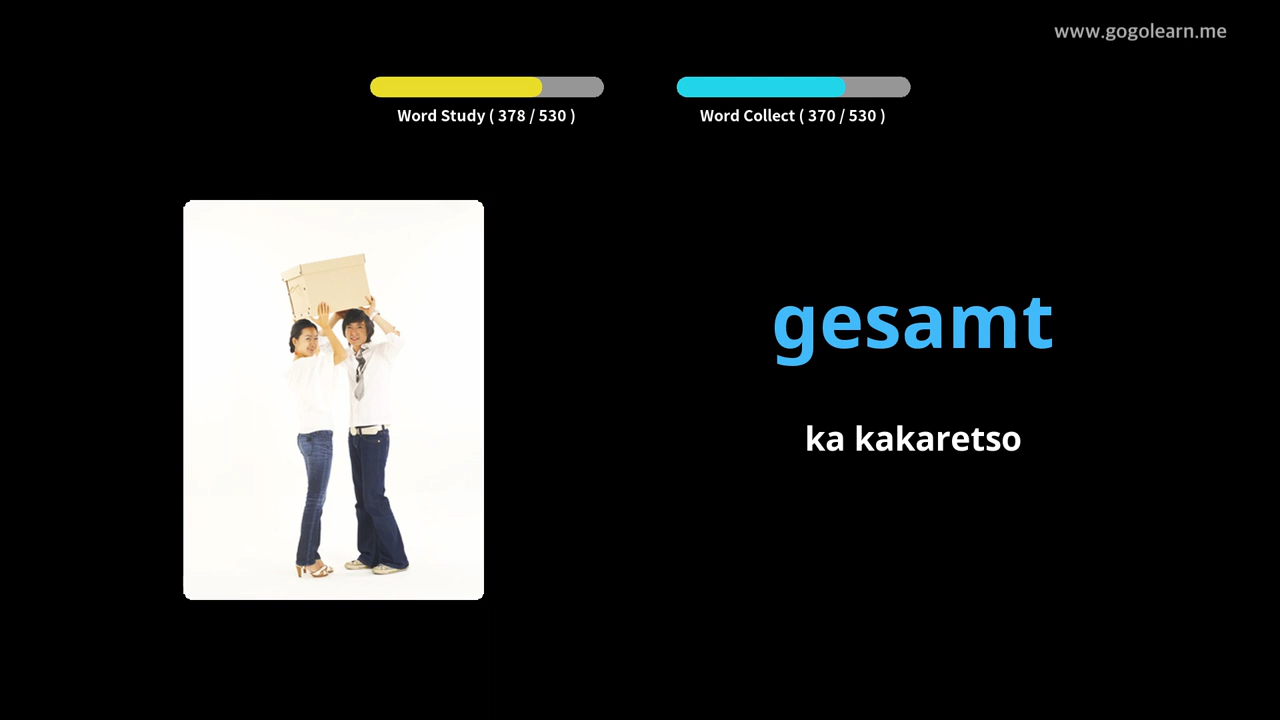 www.gogolearn.me
Word Study ( 378 / 530 )
Word Collect ( 370 / 530 )
gesamt
ka kakaretso